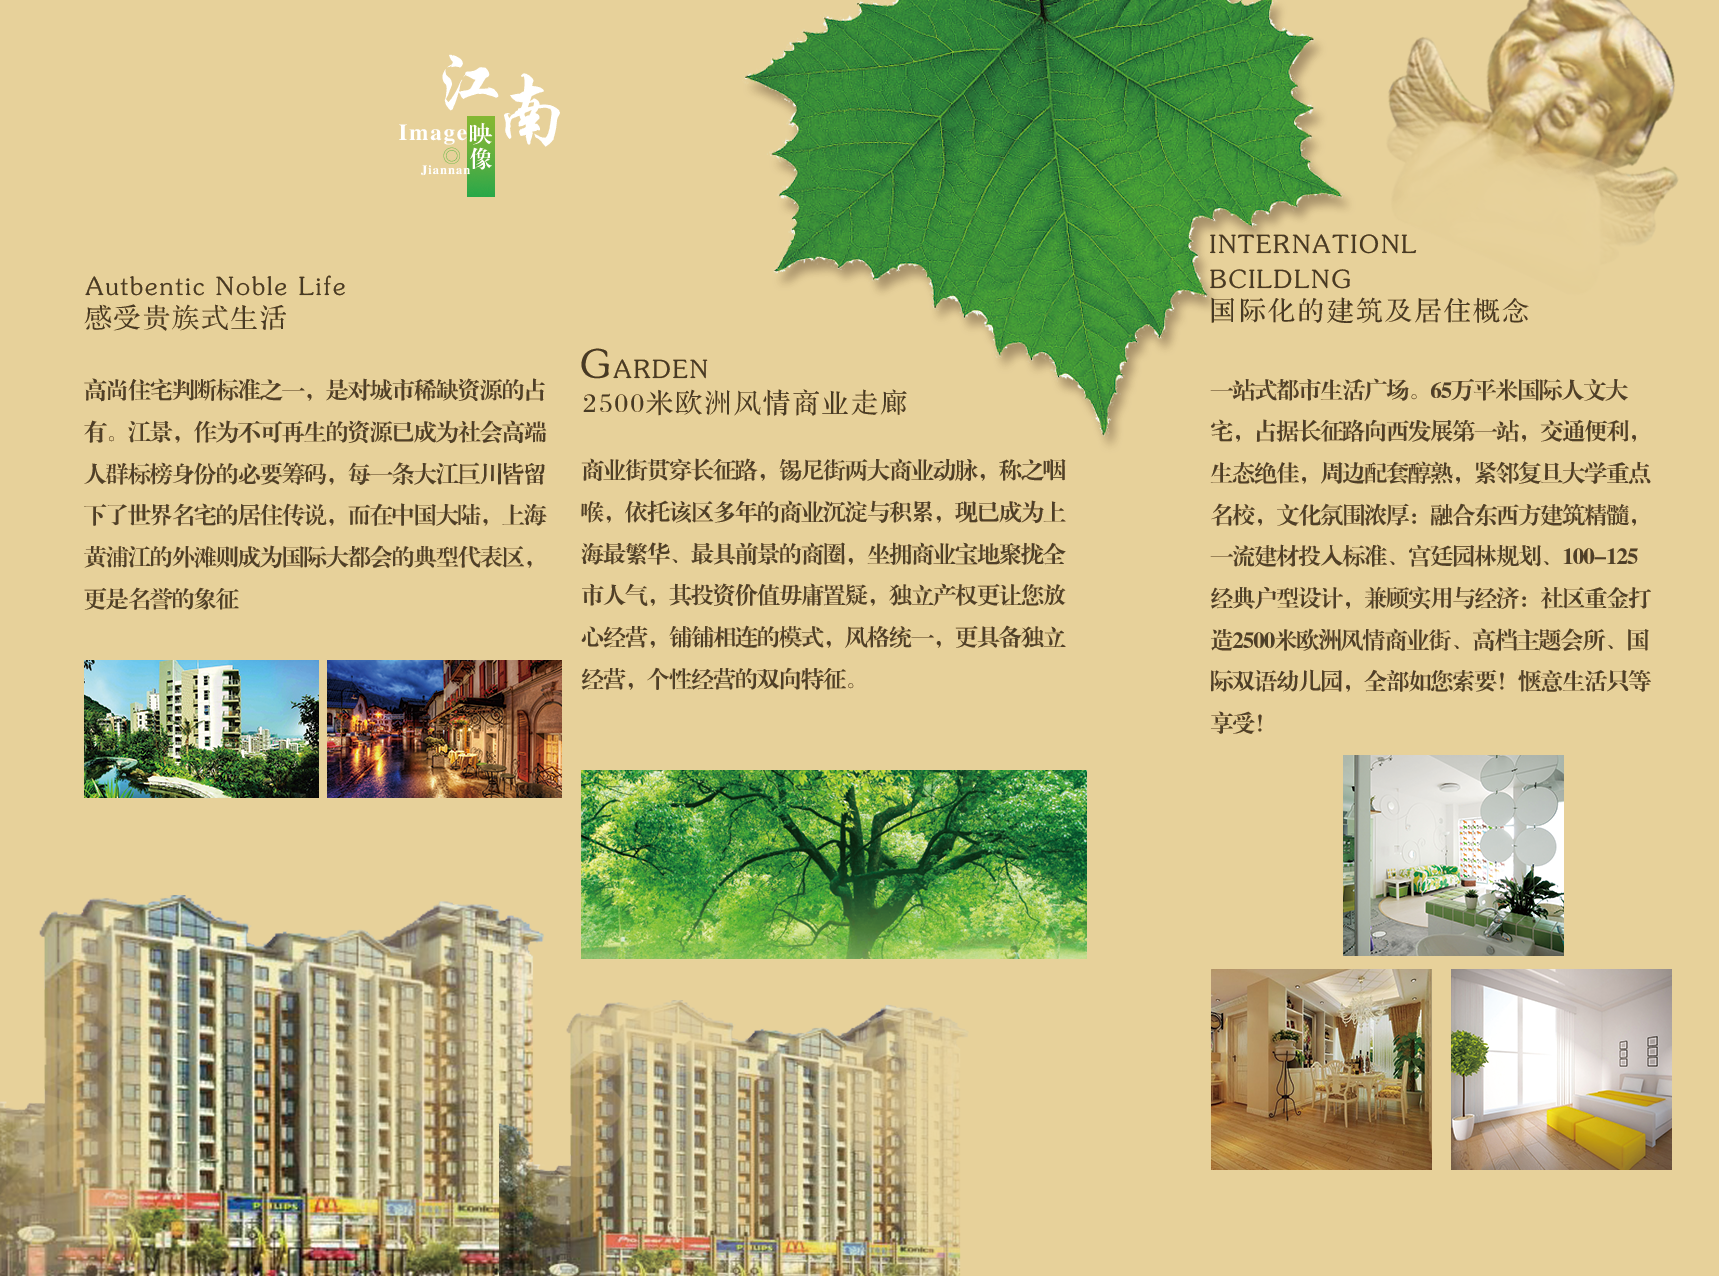 江南
Image映像
Jiannan
Autbentic Noble Life
感受贵族式生活
高尚住宅判断标准之一，是对城市稀缺资源的占
有。江景，作为不可再生的资源已成为社会高端
人群标榜身份的必要筹码，每一条大江巨川皆留
下了世界名宅的居住传说，而在中国大陆，上海
黄浦江的外滩则成为国际大都会的典型代表区，
更是名誉的象征
GARDEN
2500米欧洲风情商业走廊
商业街贯穿长征路，锡尼街两大商业动脉，称之咽
喉，依托该区多年的商业沉淀与积累，现已成为上
海最繁华、最具前景的商圈，坐拥商业宝地聚拢全
市人气，其投资价值毋庸置疑，独立产权更让您放
心经营，铺铺相连的模式，风格统一，更具备独立
经营，个性经营的双向特征。
INTERNATIONL
BCILDLNG
国际化的建筑及居住概念
一站式都市生活广场。65万平米国际人文大
宅，占据长征路向西发展第一站，交通便利，
生态绝佳，周边配套醇熟，紧邻复旦大学重点
名校，文化氛围浓厚：融合东西方建筑精髓，
一流建材投入标准、宫廷园林规划、100-125
经典户型设计，兼顾实用与经济：社区重金打
造2500米欧洲风情商业街、高档主题会所、国
际双语幼儿园，全部如您索要！惬意生活只等
享受！
Pioneer
PHILIPS
Konica
Pioneer
PHILIPS
Konica